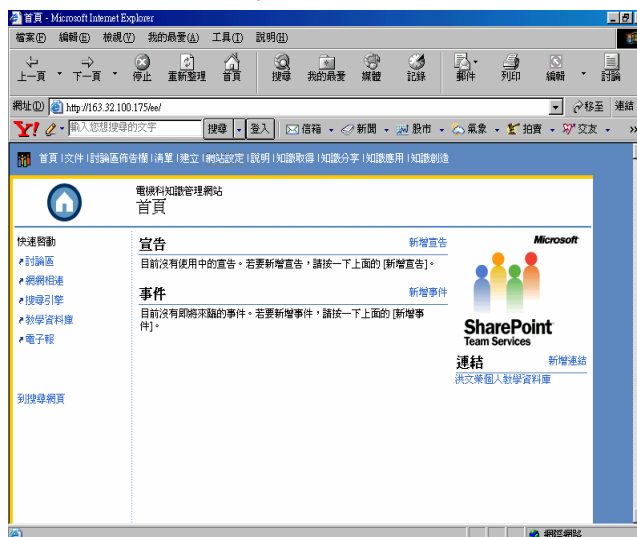 首頁 - Microsoft Internet Explorer
檔案(F) 編輯(E) 檢視(V) 我的最愛(A) 工具(T) 說明(H)
上一頁 下一頁 停止 重新整理 首頁 搜尋 我的最愛 媒體 記錄 郵件 列印 編輯 討論
網址(D) http://163.32.100.175/ee/ 移至 連結
Y! 輸入您想搜尋的文字 搜尋 登入 信箱 新聞 股市 氣象 拍賣 交友 »
首頁 | 文件 | 討論區佈告欄 | 清單 | 建立 | 網站設定 | 說明 | 知識取得 | 知識分享 | 知識應用 | 知識創造
電機科知識管理網站
首頁
快速啓動
討論區
網網相連
搜尋引擎
教學資料庫
電子報
到搜尋網頁
宣告 新增宣告
目前沒有使用中的宣告。若要新增宣告，請按一下上面的 [新增宣告]。
事件 新增事件
目前沒有即將來臨的事件。若要新增事件，請按一下上面的 [新增事
件]。
Microsoft
SharePoint
Team Services
連結 新增連結
洪文榮個人教學資料庫
網際網路